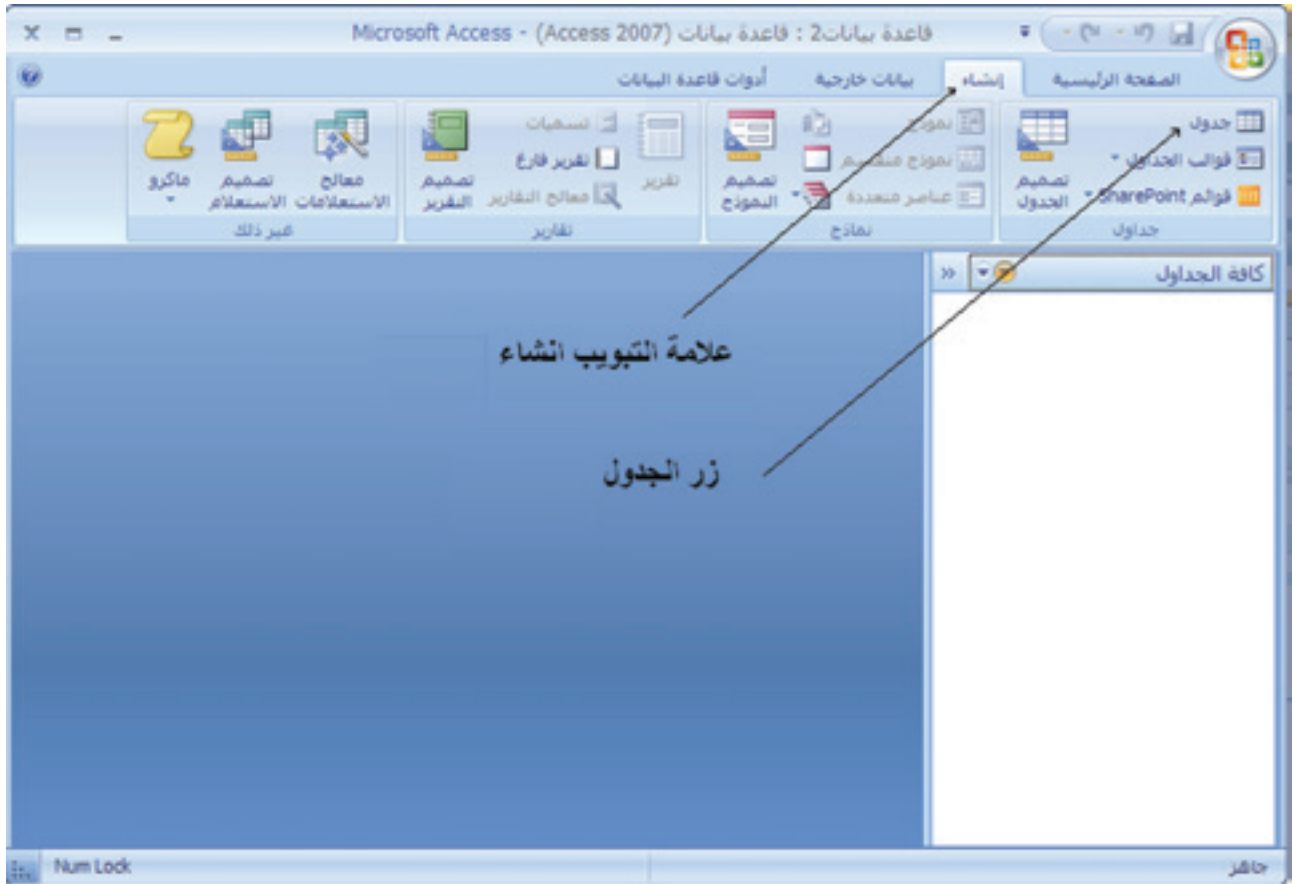 قاعدة بيانات2 : قاعدة بيانات (Access 2007) - Microsoft Access
الصفحة الرئيسية إنشاء بيانات خارجية أدوات قاعدة البيانات
جدول
قوالب الجداول
قوائم SharePoint
تصميم الجدول
جداول
نموذج
نموذج منقسم
عناصر متعددة
تصميم النموذج
نماذج
تقرير
تسميات
تقرير فارغ
معالج التقارير
تصميم التقرير
تقارير
معالج الاستعلامات
تصميم الاستعلام
ماكرو
غير ذلك
كافة الجداول
علامة التبويب انشاء
زر الجدول
جاهز
Num Lock